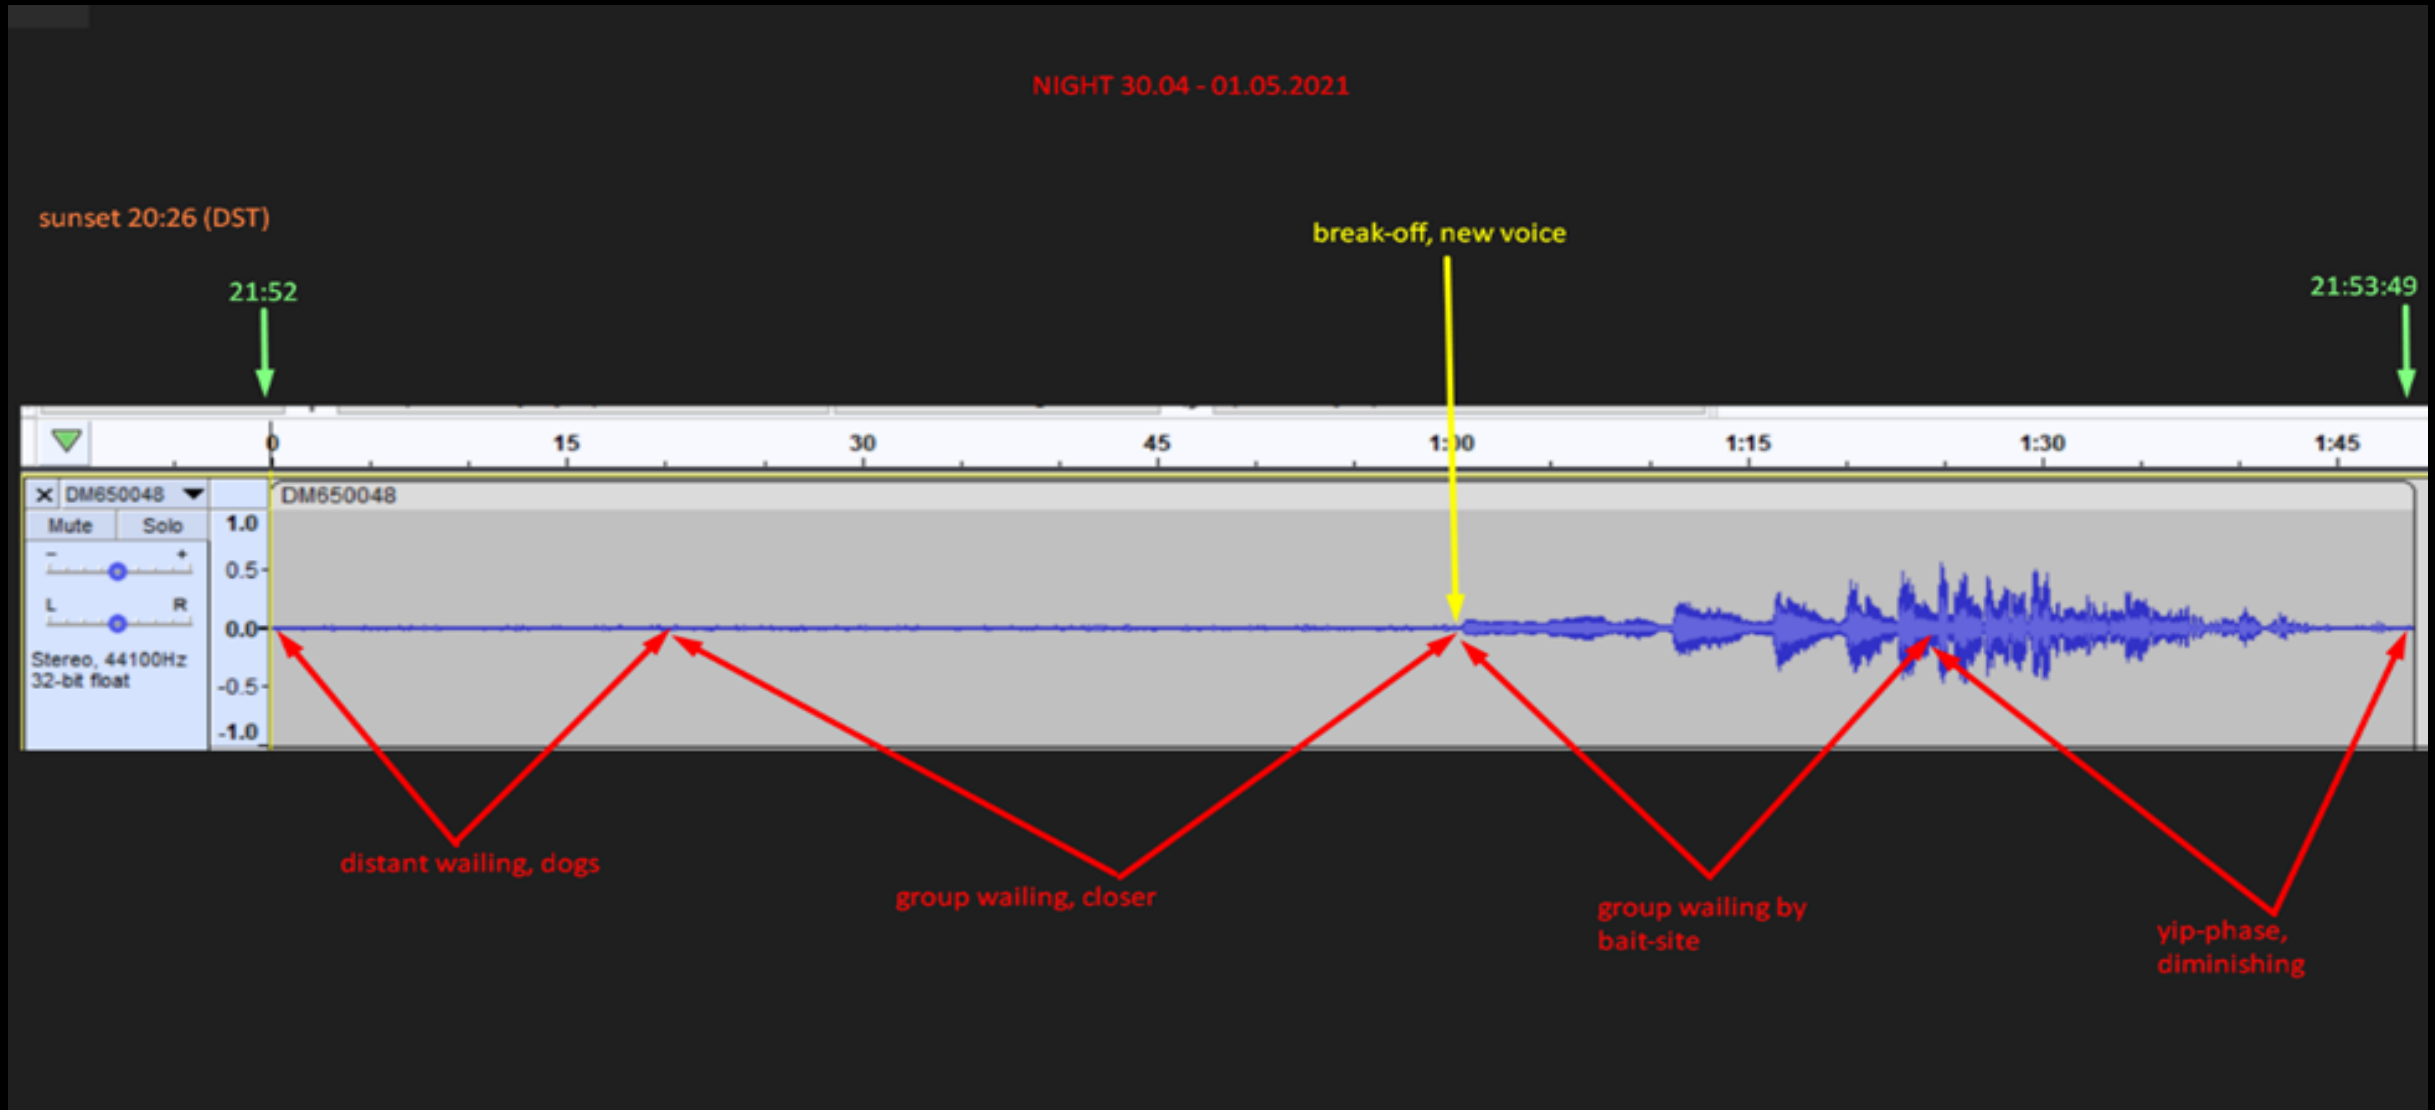 NIGHT 30.04 - 01.05.2021
sunset 20:26 (DST)
break-off, new voice
21:52
21:53:49
0 15 30 45 1:00 1:15 1:30 1:45
DM650048
DM650048
Mute Solo
1.0
0.5
0.0
-0.5
-1.0
- +
L R
Stereo, 44100Hz
32-bit float
distant wailing, dogs
group wailing, closer
group wailing by
bait-site
yip-phase,
diminishing